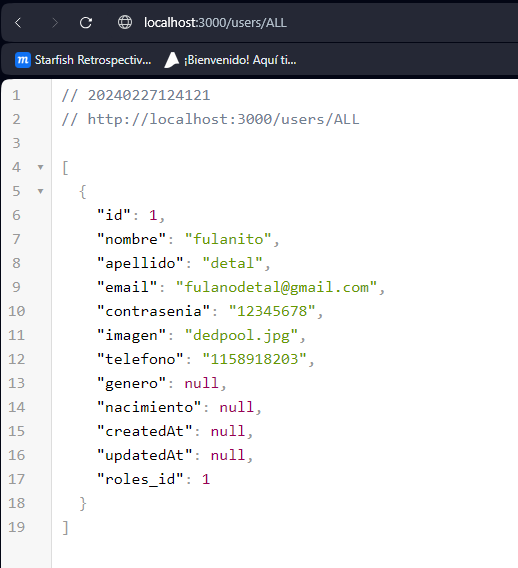 localhost:3000/users/ALL
Starfish Retrospectiv... ¡Bienvenido! Aquí ti...
1 // 20240227124121
2 // http://localhost:3000/users/ALL
3
4 [
5 {
6 "id": 1,
7 "nombre": "fulanito",
8 "apellido": "detal",
9 "email": "fulanodetal@gmail.com",
10 "contrasenia": "12345678",
11 "imagen": "dedpool.jpg",
12 "telefono": "1158918203",
13 "genero": null,
14 "nacimiento": null,
15 "createdAt": null,
16 "updatedAt": null,
17 "roles_id": 1
18 }
19 ]